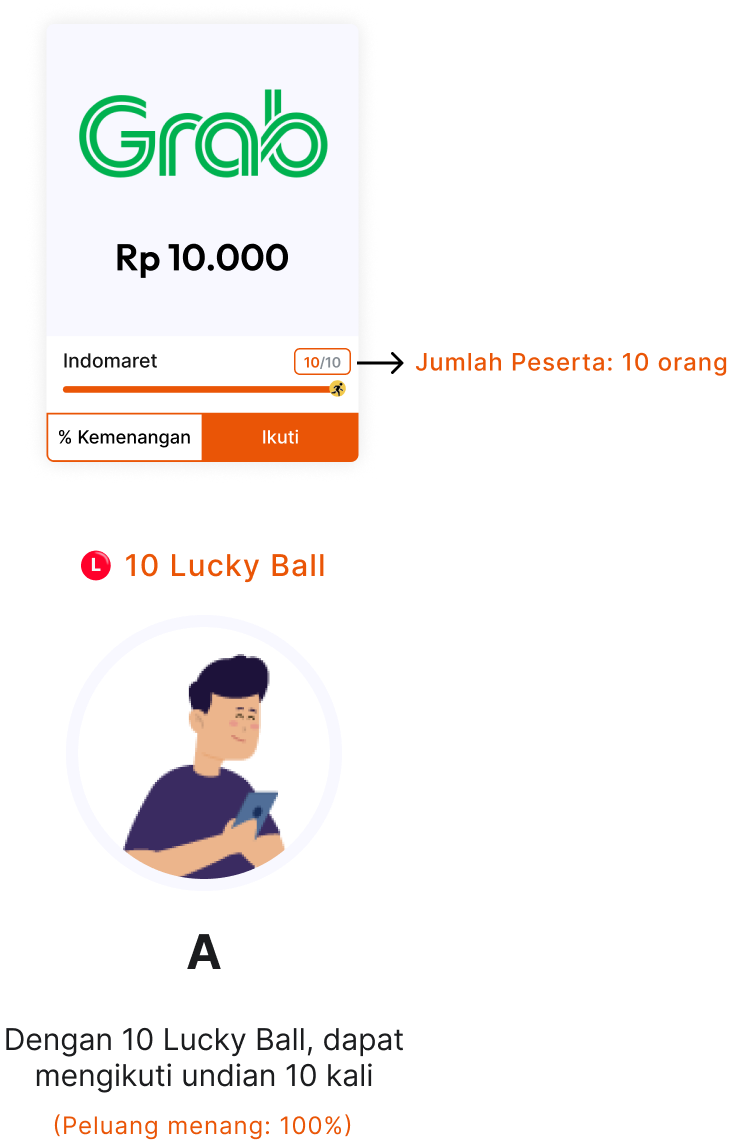 Grab
Rp 10.000
Indomaret
10/10
Jumlah Peserta: 10 orang
% Kemenangan
Ikuti
L
10 Lucky Ball
A
Dengan 10 Lucky Ball, dapat
mengikuti undian 10 kali
(Peluang menang: 100%)